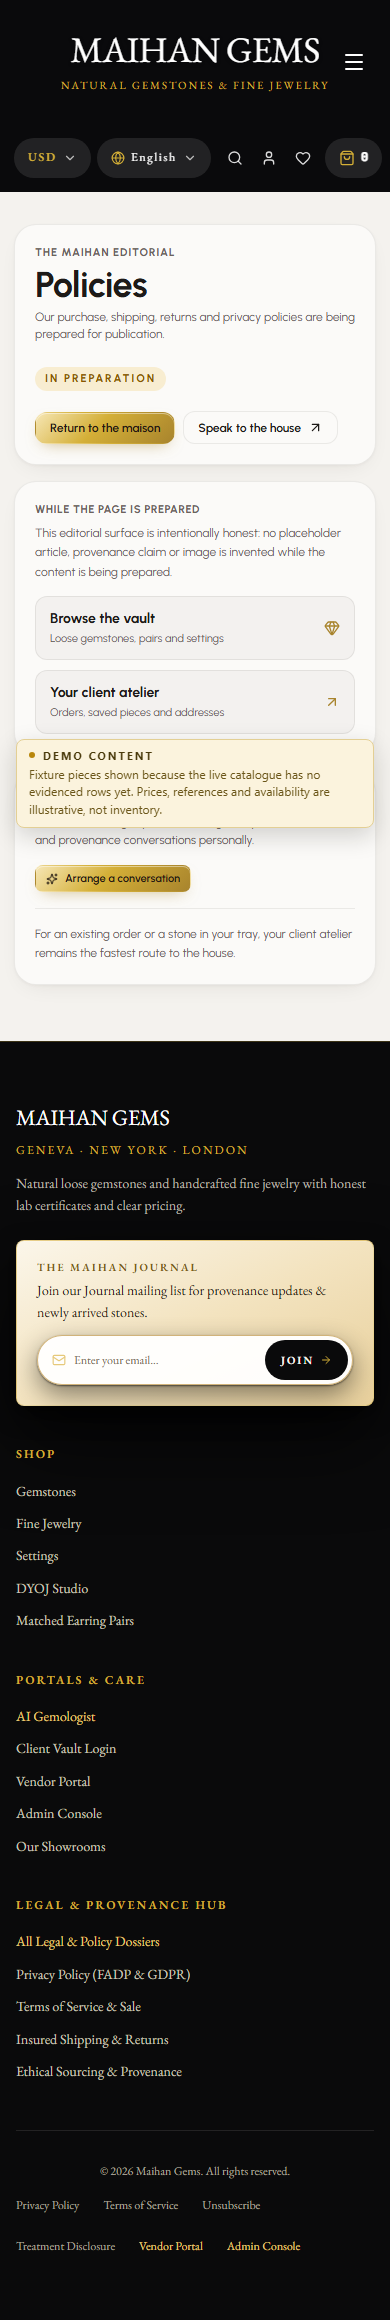 MAIHAN GEMS
NATURAL GEMSTONES & FINE JEWELRY
USD
English
0
THE MAIHAN EDITORIAL
Policies
Our purchase, shipping, returns and privacy policies are being
prepared for publication.
IN PREPARATION
Return to the maison
Speak to the house
WHILE THE PAGE IS PREPARED
This editorial surface is intentionally honest: no placeholder
article, provenance claim or image is invented while the
content is being prepared.
Browse the vault
Loose gemstones, pairs and settings
Your client atelier
Orders, saved pieces and addresses
DEMO CONTENT
Fixture pieces shown because the live catalogue has no
evidenced rows yet. Prices, references and availability are
illustrative, not inventory.
and provenance conversations personally.
Arrange a conversation
For an existing order or a stone in your tray, your client atelier
remains the fastest route to the house.
MAIHAN GEMS
GENEVA · NEW YORK · LONDON
Natural loose gemstones and handcrafted fine jewelry with honest
lab certificates and clear pricing.
THE MAIHAN JOURNAL
Join our Journal mailing list for provenance updates &
newly arrived stones.
Enter your email...
JOIN
SHOP
Gemstones
Fine Jewelry
Settings
DYOJ Studio
Matched Earring Pairs
PORTALS & CARE
AI Gemologist
Client Vault Login
Vendor Portal
Admin Console
Our Showrooms
LEGAL & PROVENANCE HUB
All Legal & Policy Dossiers
Privacy Policy (FADP & GDPR)
Terms of Service & Sale
Insured Shipping & Returns
Ethical Sourcing & Provenance
© 2026 Maihan Gems. All rights reserved.
Privacy Policy
Terms of Service
Unsubscribe
Treatment Disclosure
Vendor Portal
Admin Console